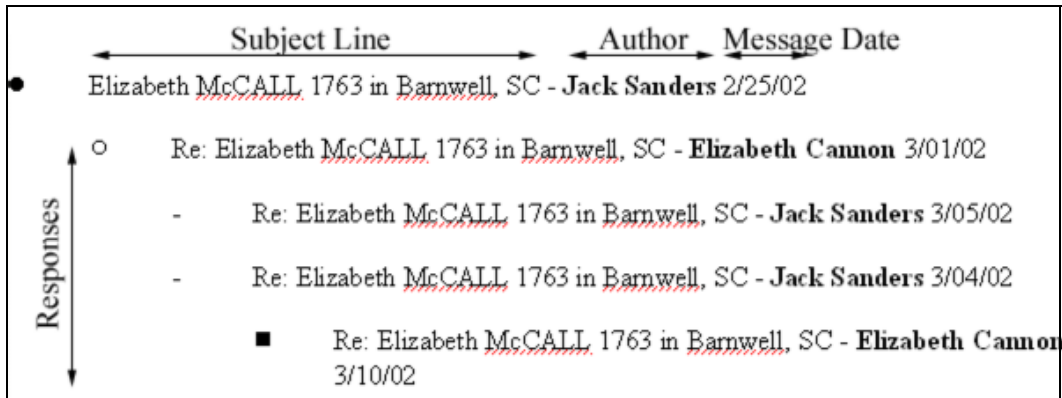 Subject Line Author Message Date
Elizabeth McCALL 1763 in Barnwell, SC - Jack Sanders 2/25/02
Re: Elizabeth McCALL 1763 in Barnwell, SC - Elizabeth Cannon 3/01/02
- Re: Elizabeth McCALL 1763 in Barnwell, SC - Jack Sanders 3/05/02
- Re: Elizabeth McCALL 1763 in Barnwell, SC - Jack Sanders 3/04/02
Re: Elizabeth McCALL 1763 in Barnwell, SC - Elizabeth Cannon
3/10/02
Responses